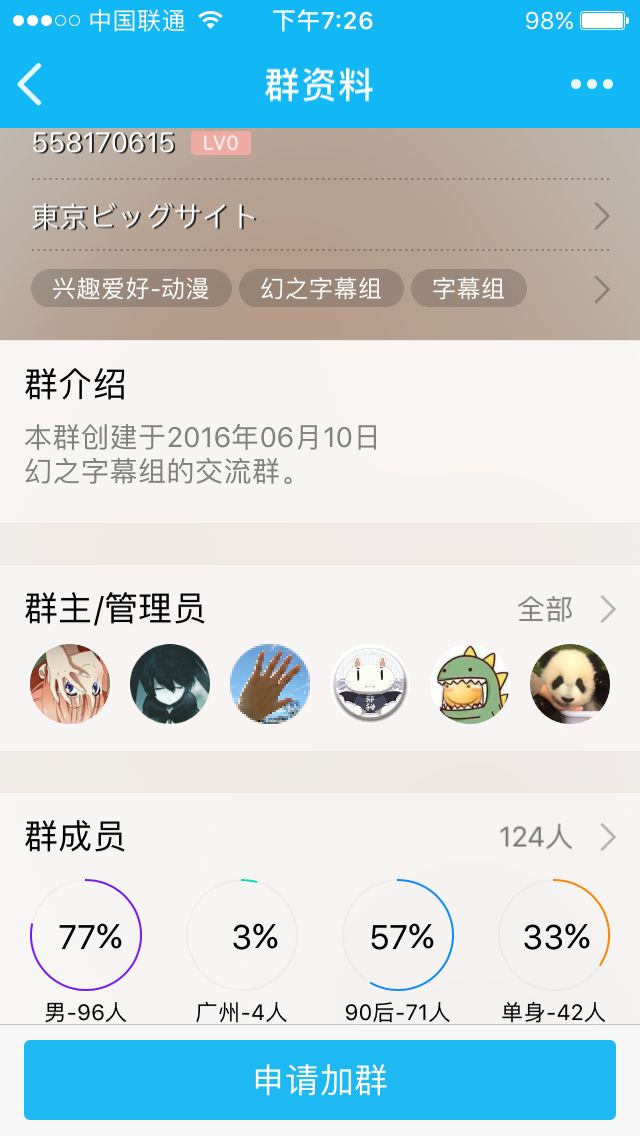 中国联通 下午7:26 98%
群资料
558170615 LV0
東京ビッグサイト
兴趣爱好-动漫 幻之字幕组 字幕组
群介绍
本群创建于2016年06月10日
幻之字幕组的交流群。
群主/管理员 全部
邪神
群成员 124人
77% 3% 57% 33%
男-96人 广州-4人 90后-71人 单身-42人
申请加群